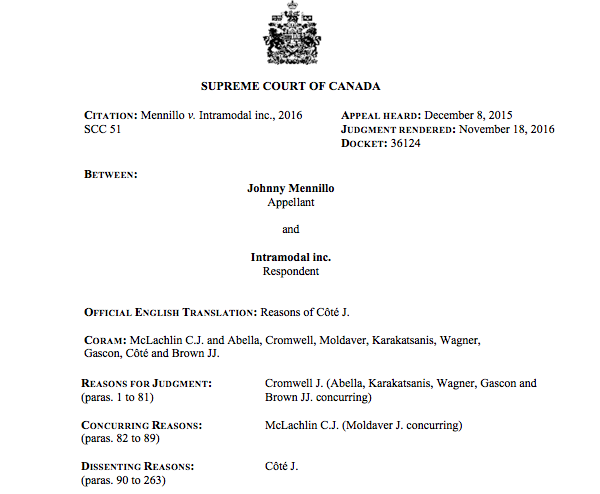 SUPREME COURT OF CANADA
CITATION: Mennillo v. Intramodal inc., 2016
SCC 51
APPEAL HEARD: December 8, 2015
JUDGMENT RENDERED: November 18, 2016
DOCKET: 36124
BETWEEN:
Johnny Mennillo
Appellant
and
Intramodal inc.
Respondent
OFFICIAL ENGLISH TRANSLATION: Reasons of Côté J.
CORAM: McLachlin C.J. and Abella, Cromwell, Moldaver, Karakatsanis, Wagner,
Gascon, Côté and Brown JJ.
REASONS FOR JUDGMENT:
(paras. 1 to 81)
Cromwell J. (Abella, Karakatsanis, Wagner, Gascon and
Brown JJ. concurring)
CONCURRING REASONS:
(paras. 82 to 89)
McLachlin C.J. (Moldaver J. concurring)
DISSENTING REASONS:
(paras. 90 to 263)
Côté J.